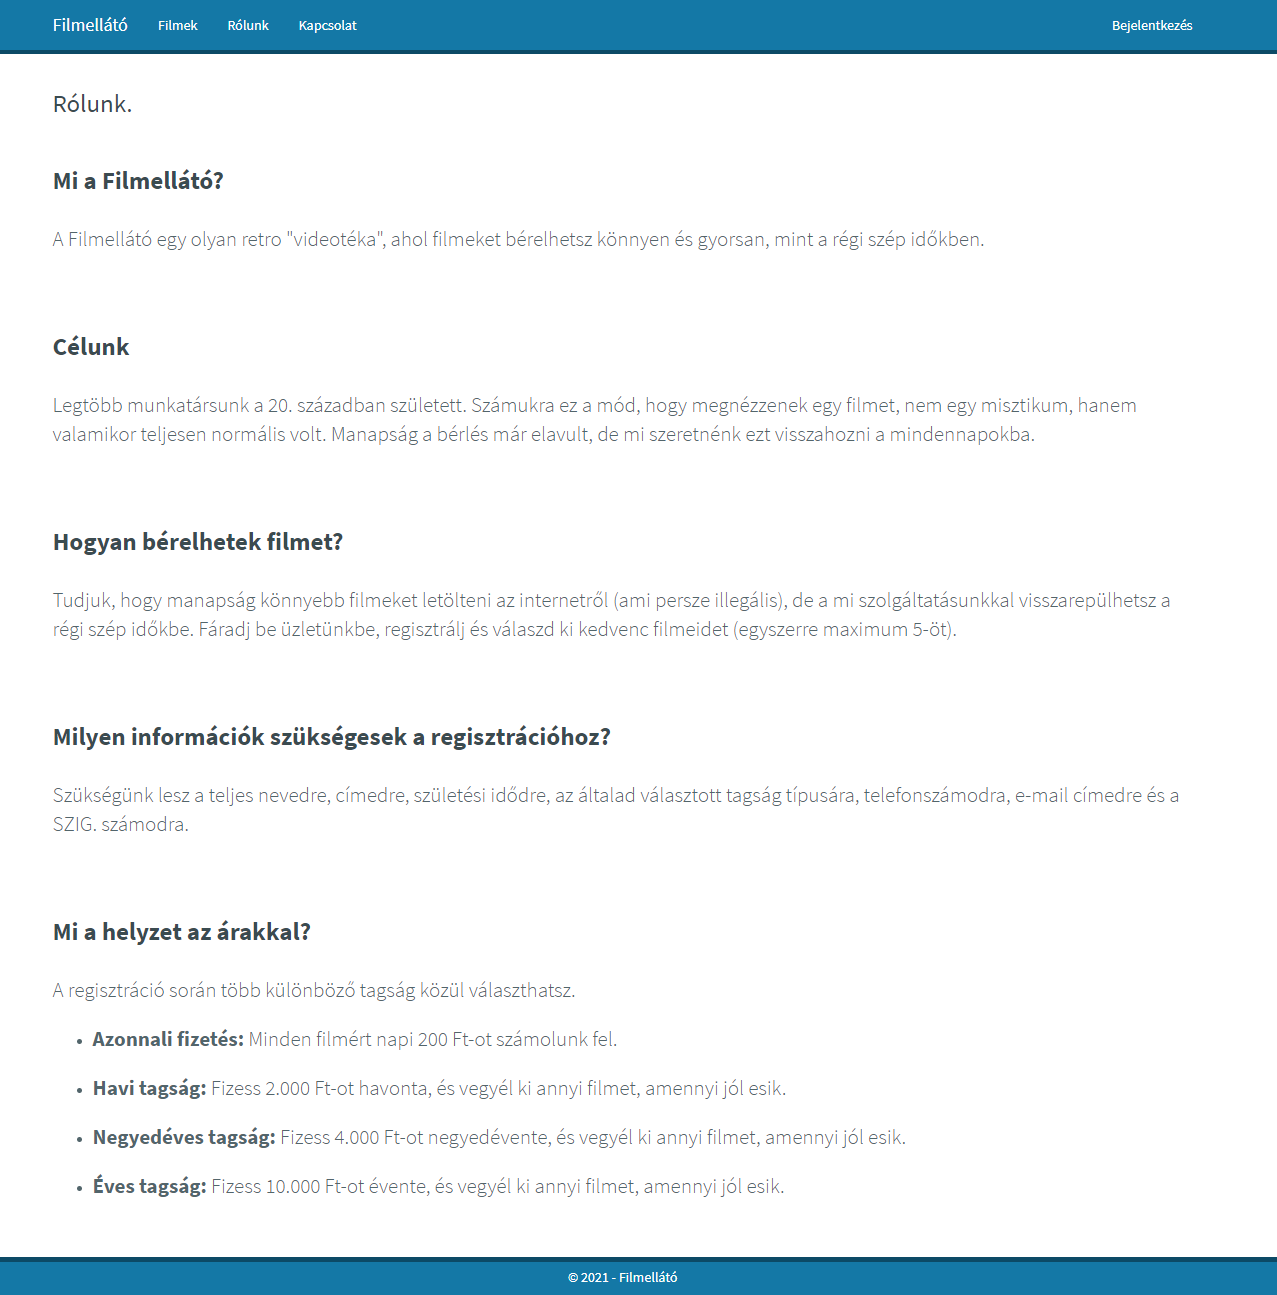 Filmellátó Filmek Rólunk Kapcsolat Bejelentkezés
Rólunk.
Mi a Filmellátó?
A Filmellátó egy olyan retro "videotéka", ahol filmeket bérelhetsz könnyen és gyorsan, mint a régi szép időkben.
Célunk
Legtöbb munkatársunk a 20. században született. Számukra ez a mód, hogy megnézzenek egy filmet, nem egy misztikum, hanem
valamikor teljesen normális volt. Manapság a bérlés már elavult, de mi szeretnénk ezt visszahozni a mindennapokba.
Hogyan bérelhetek filmet?
Tudjuk, hogy manapság könnyebb filmeket letölteni az internetről (ami persze illegális), de a mi szolgáltatásunkkal visszarepülhetsz a
régi szép időkbe. Fáradj be üzletünkbe, regisztrálj és válaszd ki kedvenc filmeidet (egyszerre maximum 5-öt).
Milyen információk szükségesek a regisztrációhoz?
Szükségünk lesz a teljes nevedre, címedre, születési idődre, az általad választott tagság típusára, telefonszámodra, e-mail címedre és a
SZIG. számodra.
Mi a helyzet az árakkal?
A regisztráció során több különböző tagság közül választhatsz.
• Azonnali fizetés: Minden filmért napi 200 Ft-ot számolunk fel.
• Havi tagság: Fizess 2.000 Ft-ot havonta, és vegyél ki annyi filmet, amennyi jól esik.
• Negyedéves tagság: Fizess 4.000 Ft-ot negyedévente, és vegyél ki annyi filmet, amennyi jól esik.
• Éves tagság: Fizess 10.000 Ft-ot évente, és vegyél ki annyi filmet, amennyi jól esik.
© 2021 - Filmellátó